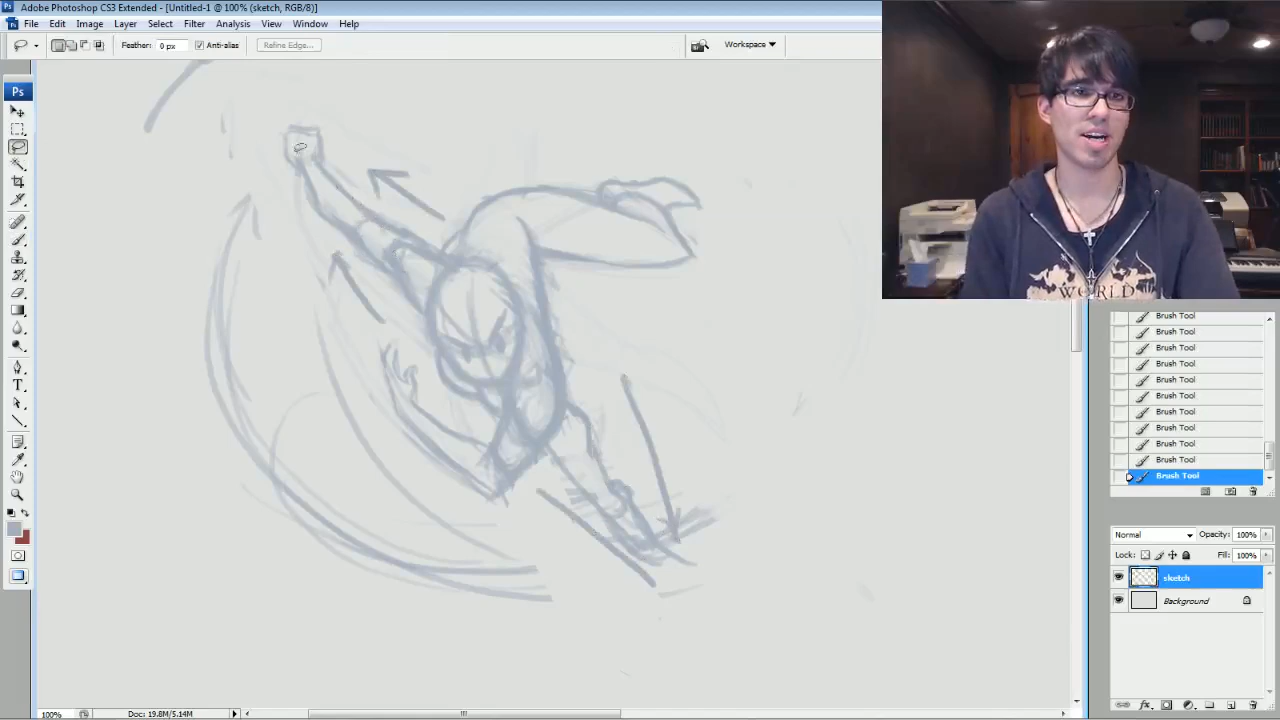 Adobe Photoshop CS3 Extended - [Untitled-1 @ 100% (sketch, RGB/8)]
File Edit Image Layer Select Filter Analysis View Window Help
Feather: 0 px Anti-alias Refine Edge... Workspace
Ps
T
WORLD
Brush Tool
Brush Tool
Brush Tool
Brush Tool
Brush Tool
Brush Tool
Brush Tool
Brush Tool
Brush Tool
Brush Tool
Brush Tool
Normal Opacity: 100%
Lock: Fill: 100%
sketch
Background
100% Doc: 19.8M/5.14M